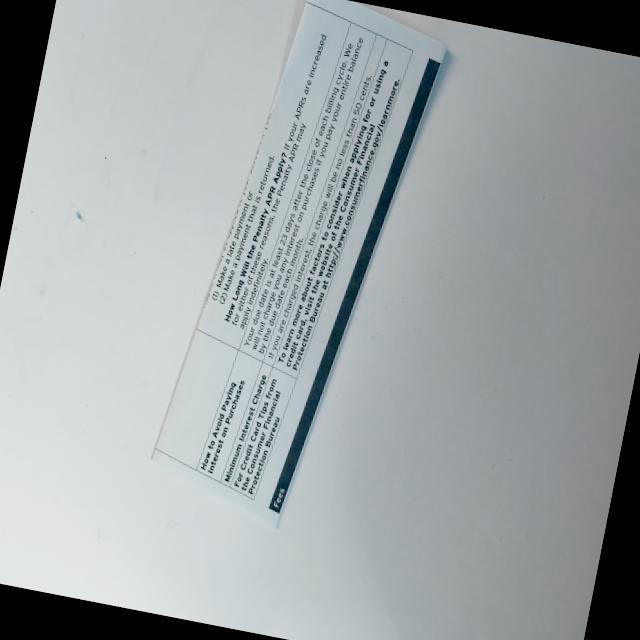 (1) Make a late payment or
(2) Make a payment that is returned.
How Long Will the Penalty APR Apply? If your APRs are increased
for any of these reasons, the Penalty APR may
apply indefinitely.
How to Avoid Paying
Interest on Purchases
Your due date is at least days after the close of each billing cycle. We
will not charge you any interest on purchases if you pay your entire balance
by the due date each month.
Minimum Interest Charge
If you are charged interest, the charge will be no less than 50 cents.
For Credit Card Tips from
the Consumer Financial
Protection Bureau
To learn more about factors to consider when applying for or using a
credit card, visit the website of the Consumer Financial
Protection Bureau at http://www.consumerfinance.gov/learnmore.
Fees